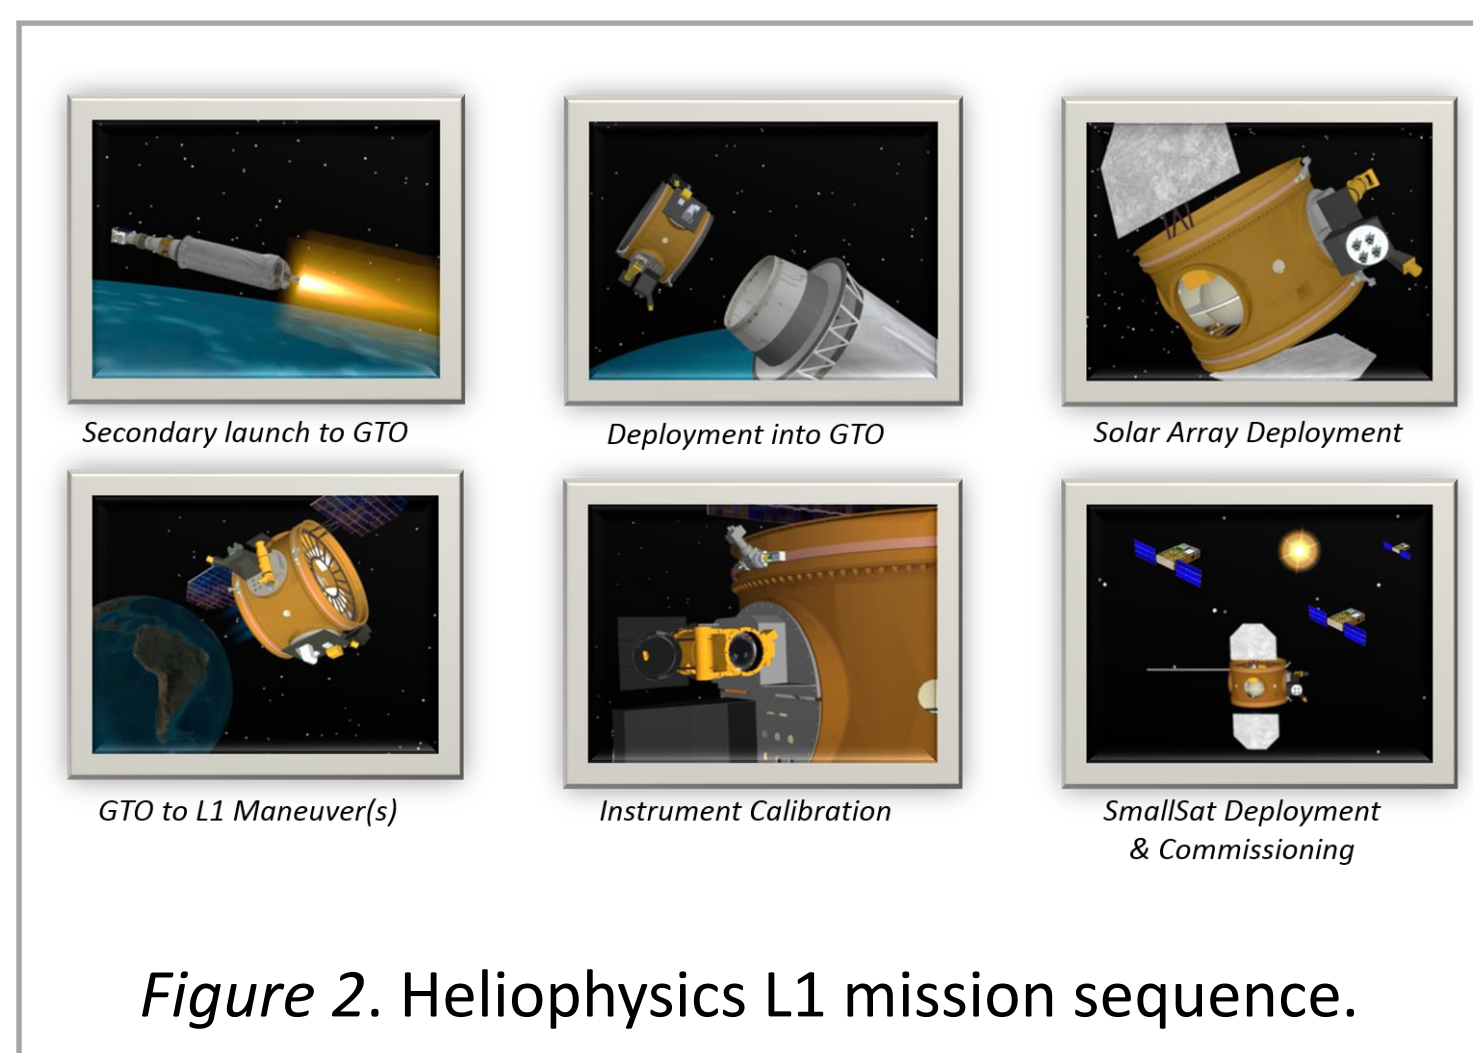 Secondary launch to GTO
Deployment into GTO
Solar Array Deployment
GTO to L1 Maneuver(s)
Instrument Calibration
SmallSat Deployment
& Commissioning
Figure 2. Heliophysics L1 mission sequence.